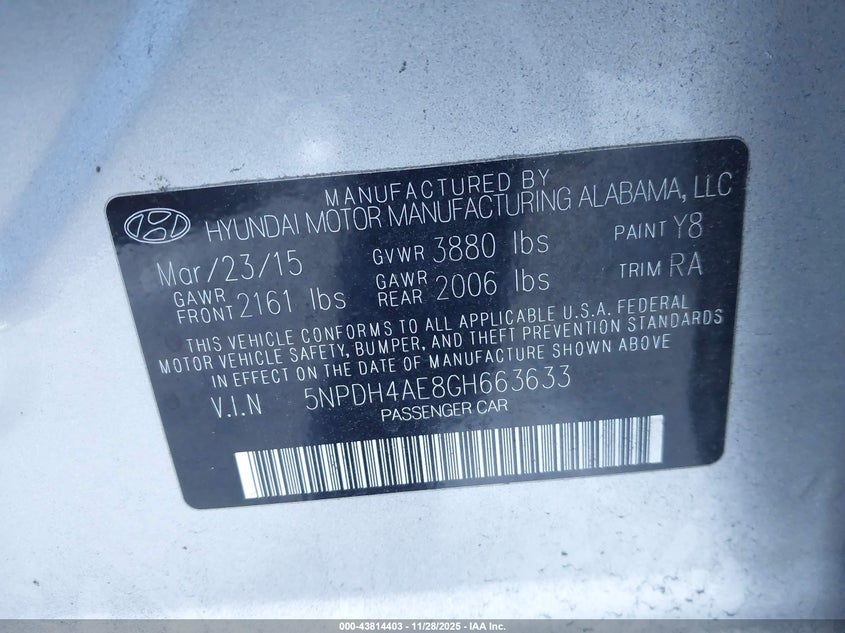 MANUFACTURED BY
HYUNDAI MOTOR MANUFACTURING ALABAMA, LLC
Mar/23/15 GVWR 3880 lbs PAINT Y8
GAWR FRONT 2161 lbs GAWR REAR 2006 lbs TRIM RA
THIS VEHICLE CONFORMS TO ALL APPLICABLE U.S.A. FEDERAL
MOTOR VEHICLE SAFETY, BUMPER, AND THEFT PREVENTION STANDARDS
IN EFFECT ON THE DATE OF MANUFACTURE SHOWN ABOVE
V.I.N 5NPDH4AE8GH663633
PASSENGER CAR
000-43814403 - 11/28/2025 - IAA Inc.